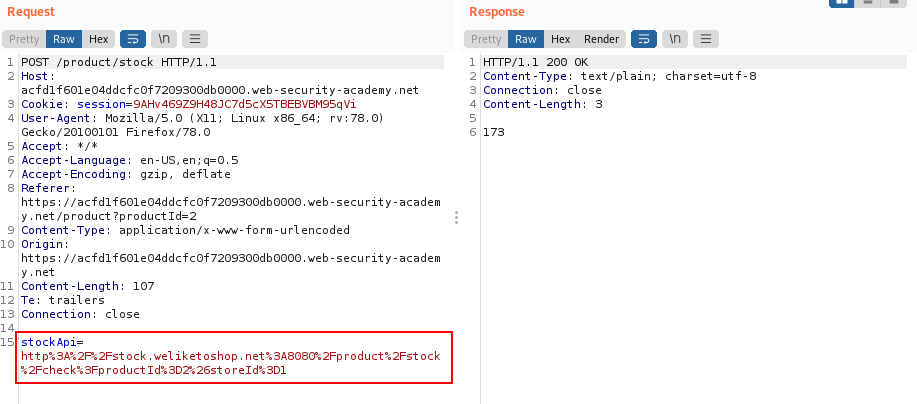 Request
Pretty Raw Hex \n
1 POST /product/stock HTTP/1.1
2 Host:
acfd1f601e04ddcfc0f7209300db0000.web-security-academy.net
3 Cookie: session=9AHv469Z9H48JC7d5cX5TBEBVBM95qVi
4 User-Agent: Mozilla/5.0 (X11; Linux x86_64; rv:78.0)
Gecko/20100101 Firefox/78.0
5 Accept: */*
6 Accept-Language: en-US,en;q=0.5
7 Accept-Encoding: gzip, deflate
8 Referer:
https://acfd1f601e04ddcfc0f7209300db0000.web-security-academ
y.net/product?productId=2
9 Content-Type: application/x-www-form-urlencoded
10 Origin:
https://acfd1f601e04ddcfc0f7209300db0000.web-security-academ
y.net
11 Content-Length: 107
12 Te: trailers
13 Connection: close
14
15 stockApi=
http%3A%2F%2Fstock.weliketoshop.net%3A8080%2Fproduct%2Fstock
%2Fcheck%3FproductId%3D2%26storeId%3D1
Response
Pretty Raw Hex Render \n
1 HTTP/1.1 200 OK
2 Content-Type: text/plain; charset=utf-8
3 Connection: close
4 Content-Length: 3
5
6 173